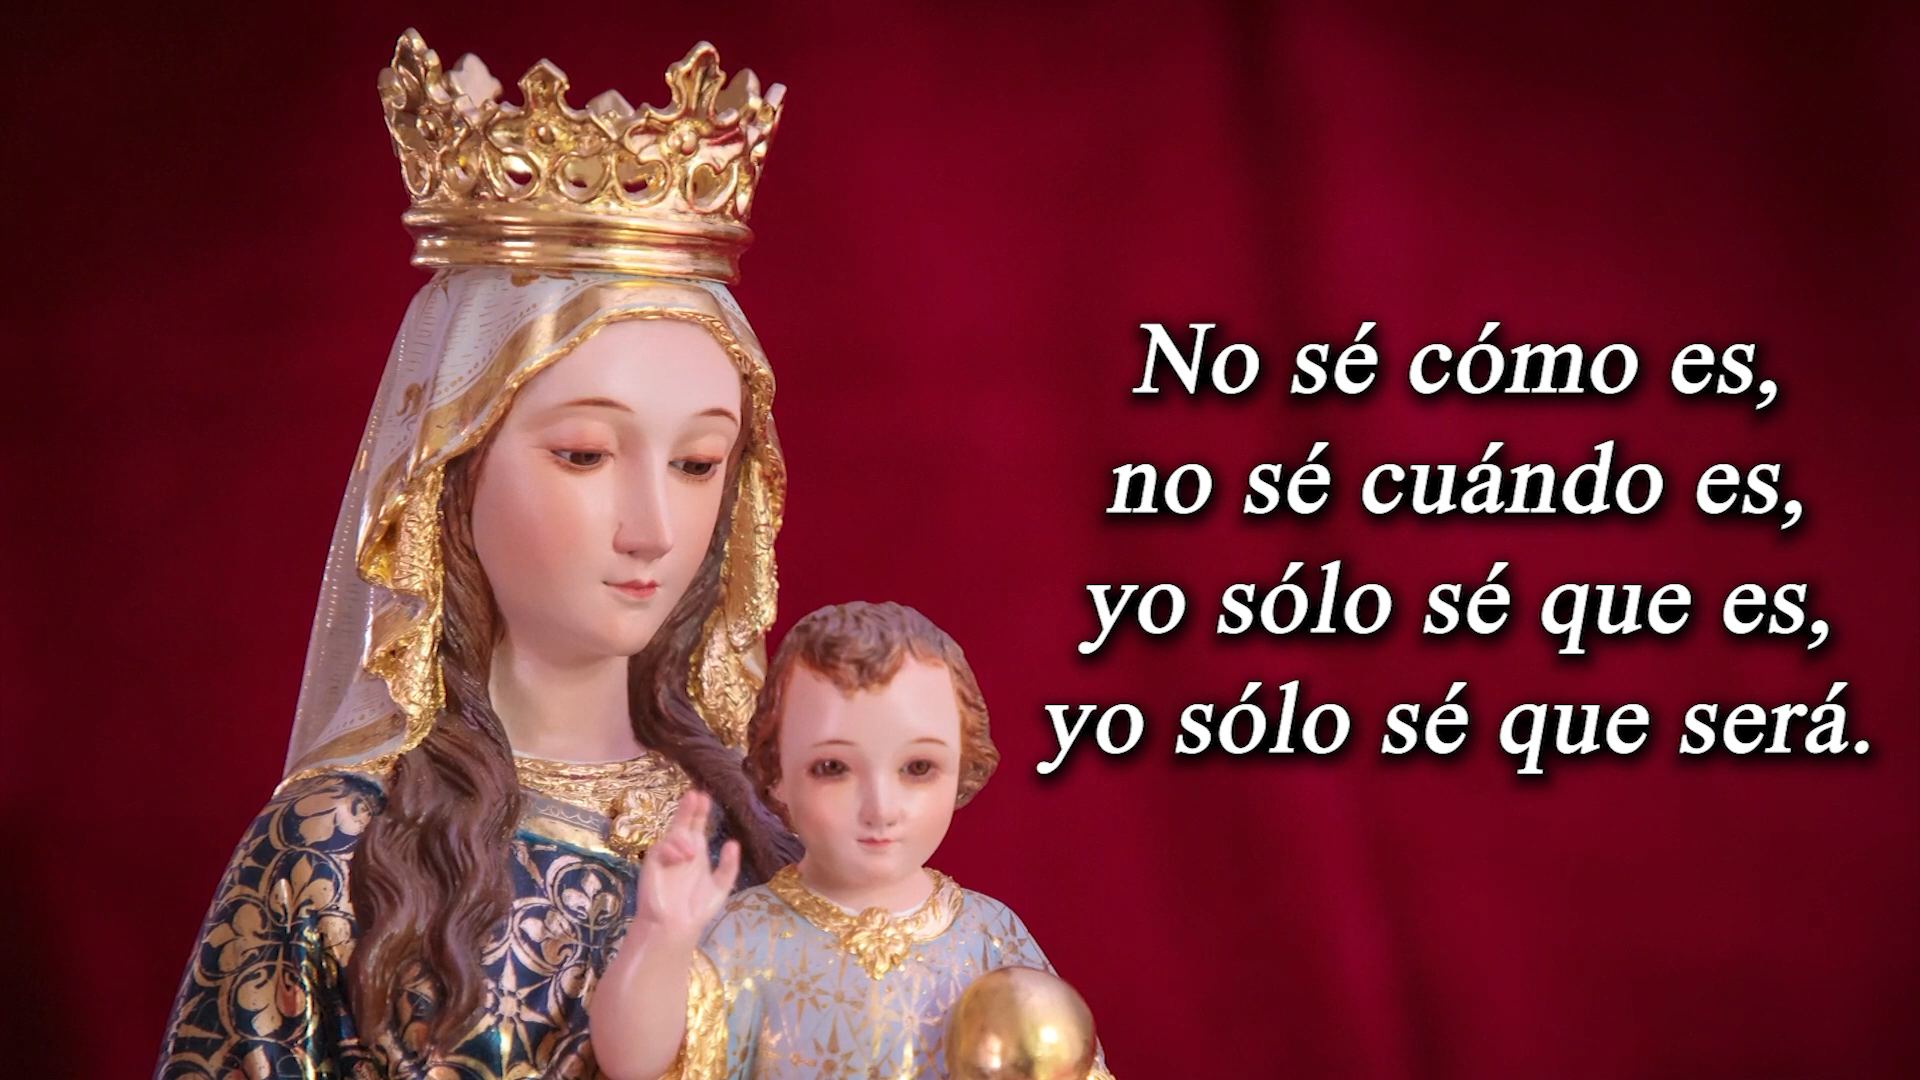 No sé cómo es,
no sé cuándo es,
yo sólo sé que es,
yo sólo sé que será.